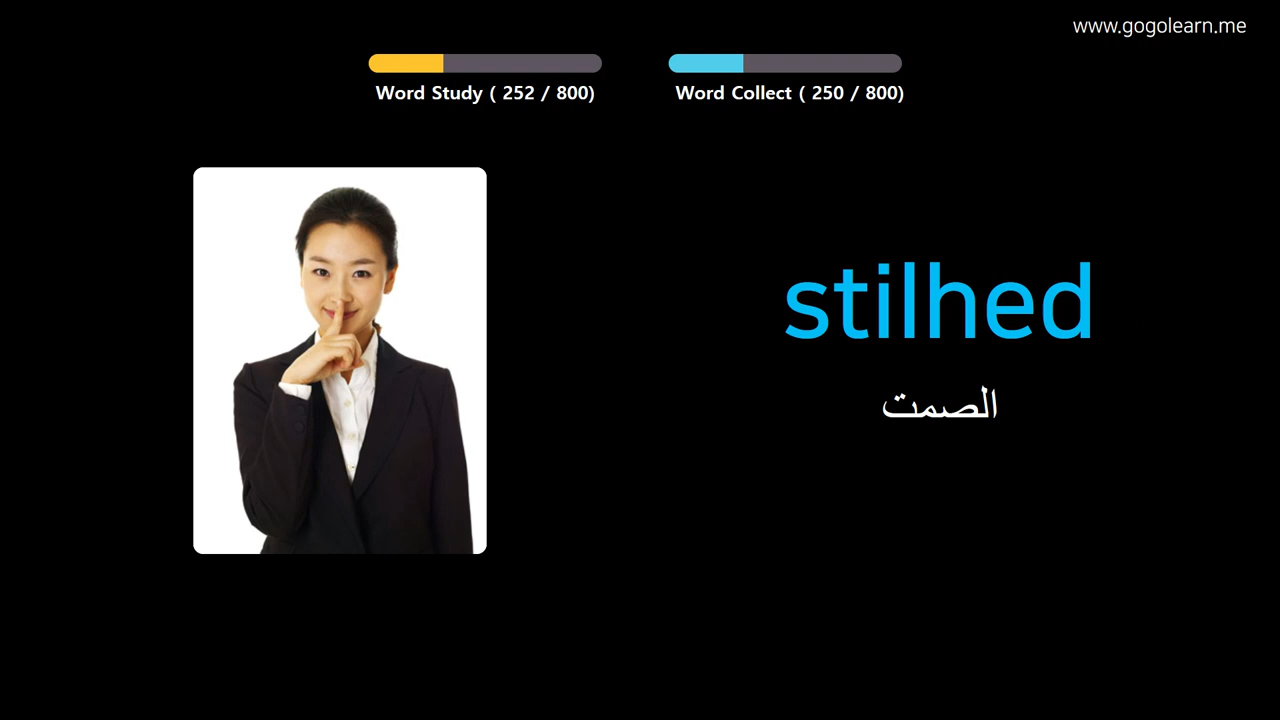 www.gogolearn.me
Word Study ( 252 / 800)
Word Collect ( 250 / 800)
stilhed
الصمت